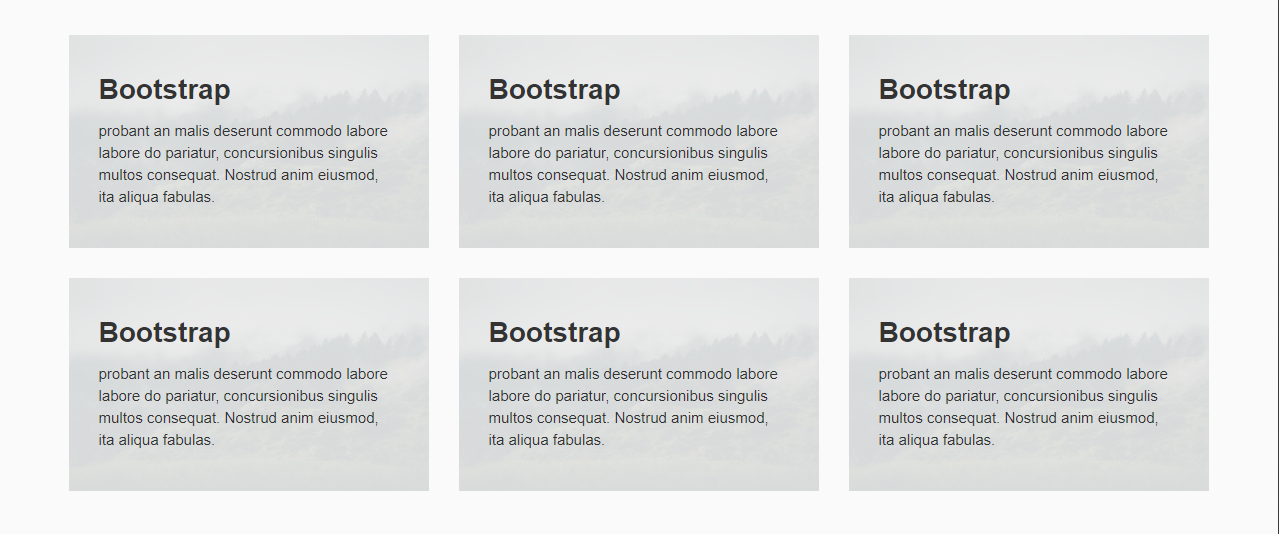 Bootstrap
probant an malis deserunt commodo labore
labore do pariatur, concursionibus singulis
multos consequat. Nostrud anim eiusmod,
ita aliqua fabulas.
Bootstrap
probant an malis deserunt commodo labore
labore do pariatur, concursionibus singulis
multos consequat. Nostrud anim eiusmod,
ita aliqua fabulas.
Bootstrap
probant an malis deserunt commodo labore
labore do pariatur, concursionibus singulis
multos consequat. Nostrud anim eiusmod,
ita aliqua fabulas.
Bootstrap
probant an malis deserunt commodo labore
labore do pariatur, concursionibus singulis
multos consequat. Nostrud anim eiusmod,
ita aliqua fabulas.
Bootstrap
probant an malis deserunt commodo labore
labore do pariatur, concursionibus singulis
multos consequat. Nostrud anim eiusmod,
ita aliqua fabulas.
Bootstrap
probant an malis deserunt commodo labore
labore do pariatur, concursionibus singulis
multos consequat. Nostrud anim eiusmod,
ita aliqua fabulas.